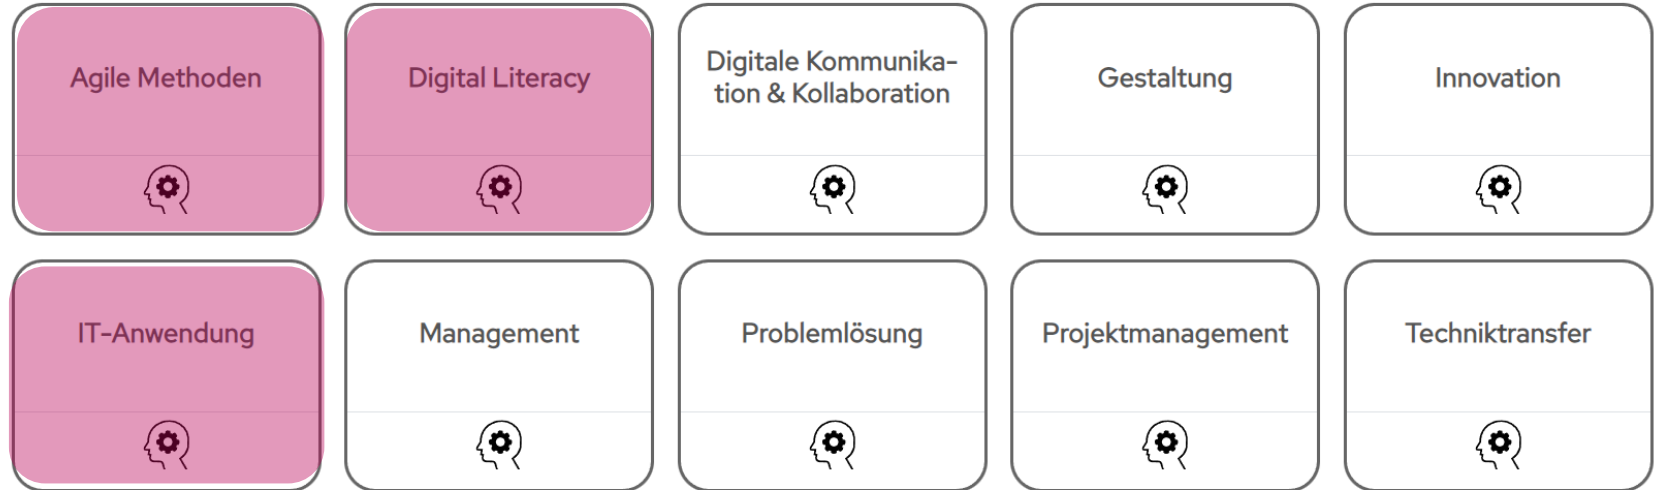 Agile Methoden
Digital Literacy
Digitale Kommunika-
tion & Kollaboration
Gestaltung
Innovation
IT-Anwendung
Management
Problemlösung
Projektmanagement
Techniktransfer